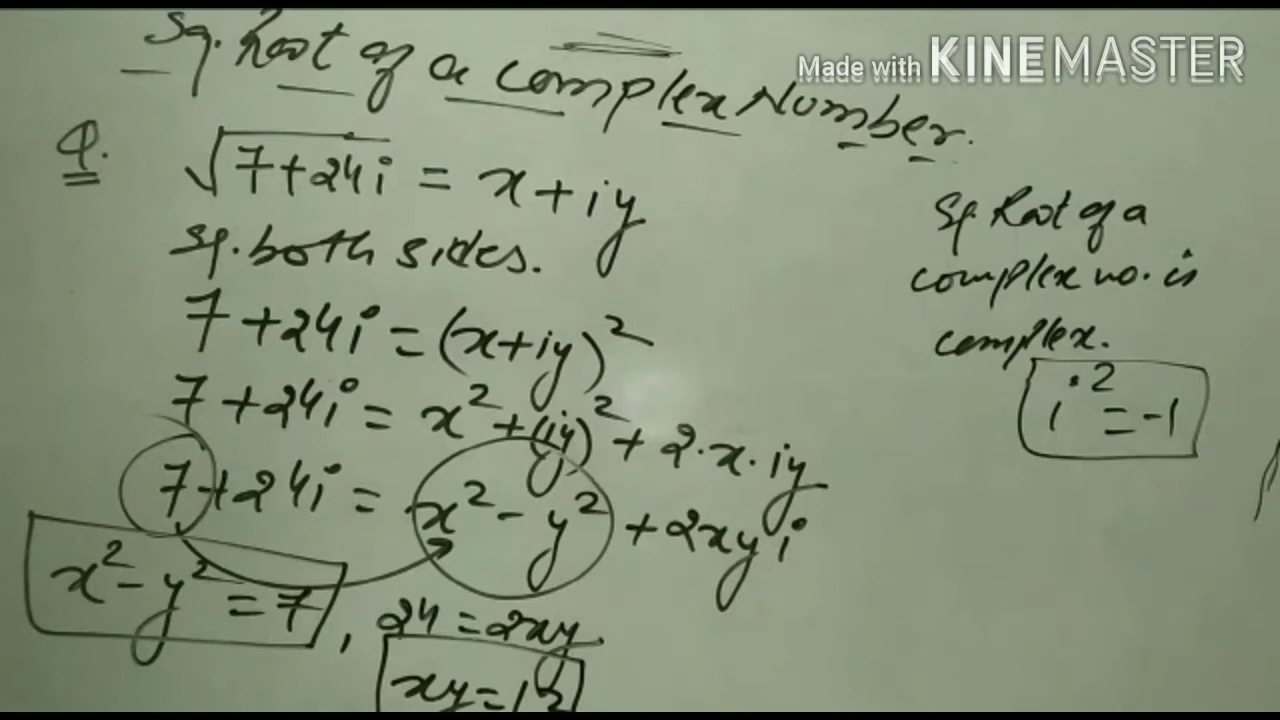 Made with KINEMASTER
Sq. Root of a complex Number.
Q. √(7+24i) = x+iy
sq. both sides.
7+24i = (x+iy)²
7+24i = x²+(iy)²+2·x·iy
7+24i = x²-y²+2xyi
x²-y²=7, 24=2xy.
xy=12
Sq. Root of a
complex no. is
complex.
i²=-1